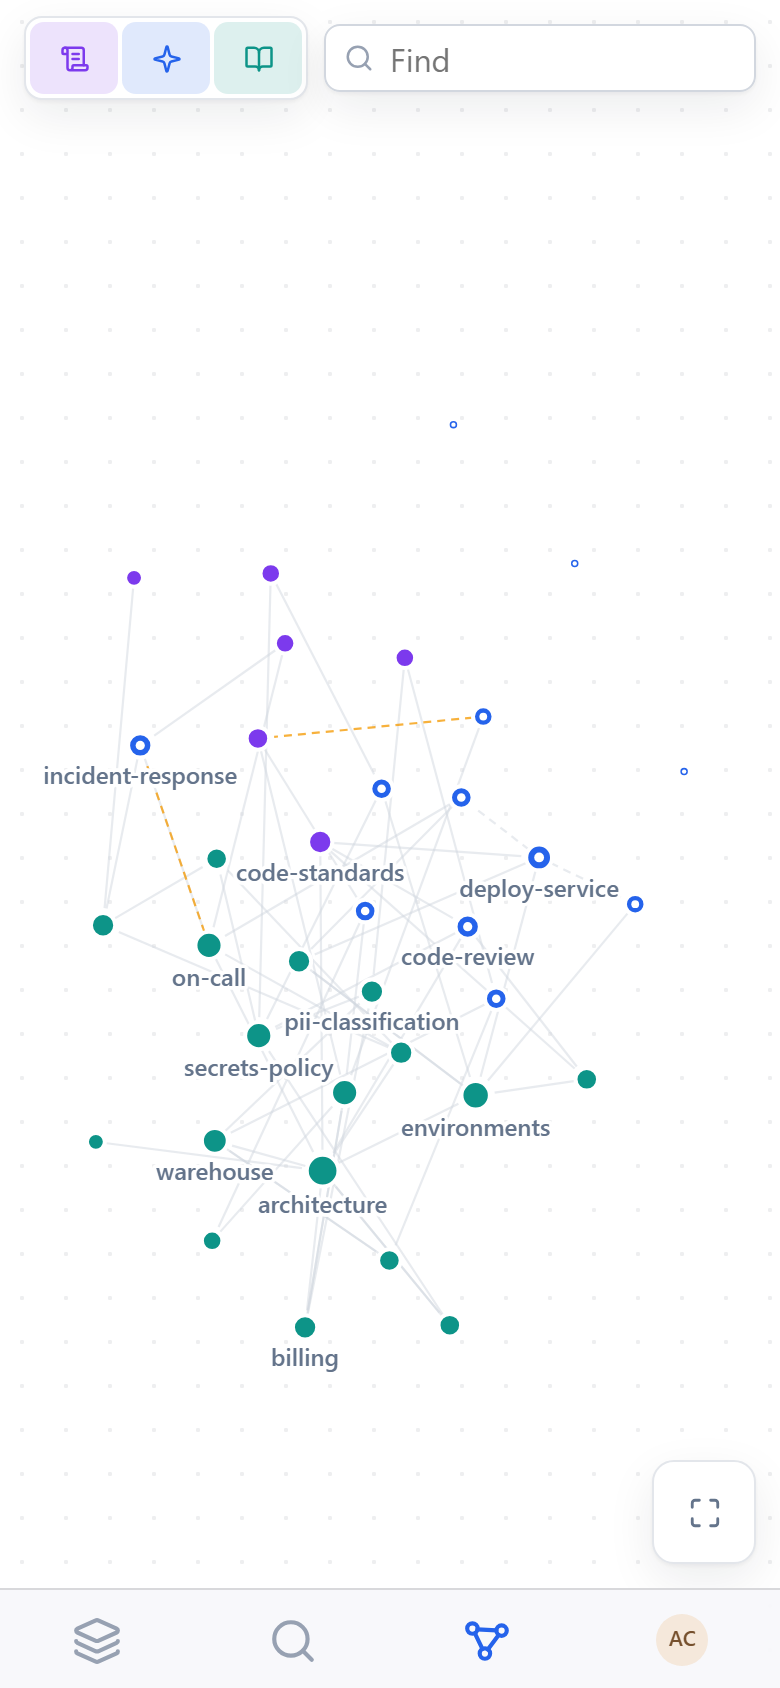 Find
incident-response
code-standards
deploy-service
code-review
on-call
pii-classification
secrets-policy
environments
warehouse
architecture
billing
AC